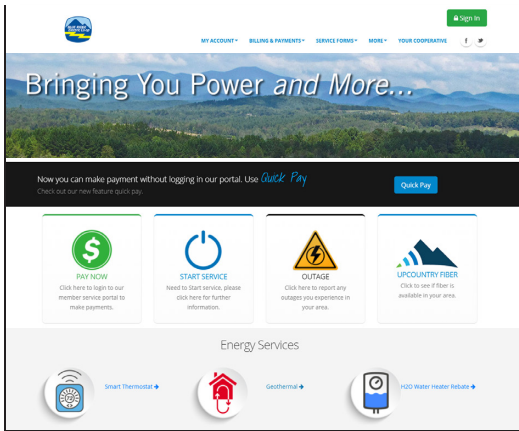 Sign In
MY ACCOUNT
BILLING & PAYMENTS
SERVICE FORMS
MORE
YOUR COOPERATIVE
f
Bringing You Power and More...
Now you can make payment without logging in our portal. Use Quick Pay
Check out our new feature quick pay.
Quick Pay
$
PAY NOW
Click here to login to our
member service portal to
make payments.
START SERVICE
Need to Start service, please
click here for further
information.
OUTAGE
Click here to report any
outages you experience in
your area.
UPCOUNTRY FIBER
Click to see if fiber is
available in your area.
Energy Services
Smart Thermostat
Geothermal
H2O Water Heater Rebate